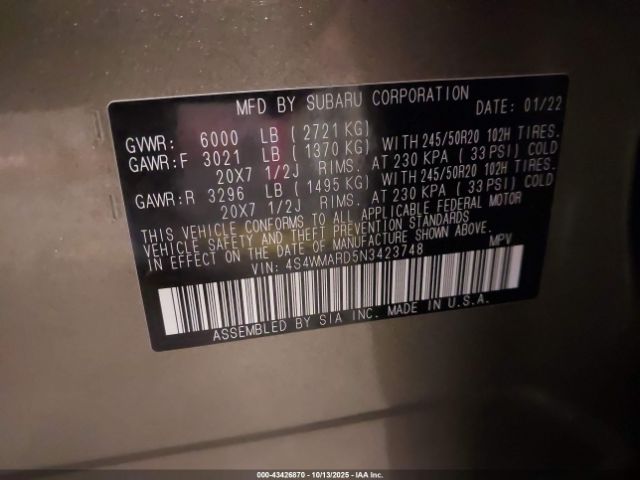 MFD BY SUBARU CORPORATION DATE: 01/22
GVWR: 6000 LB (2721 KG)
GAWR:F 3021 LB (1370 KG) WITH 245/50R20 102H TIRES.
20X7 1/2J RIMS. AT 230 KPA (33 PSI) COLD
GAWR:R 3296 LB (1495 KG) WITH 245/50R20 102H TIRES.
20X7 1/2J RIMS. AT 230 KPA (33 PSI) COLD
THIS VEHICLE CONFORMS TO ALL APPLICABLE FEDERAL MOTOR
VEHICLE SAFETY AND THEFT PREVENTION STANDARDS
IN EFFECT ON THE DATE OF MANUFACTURE SHOWN ABOVE.
VIN: 4S4WMARD5N3423748 MPV
ASSEMBLED BY SIA INC. MADE IN U.S.A.
000-43426870 | 10/13/2025 | IAA Inc.